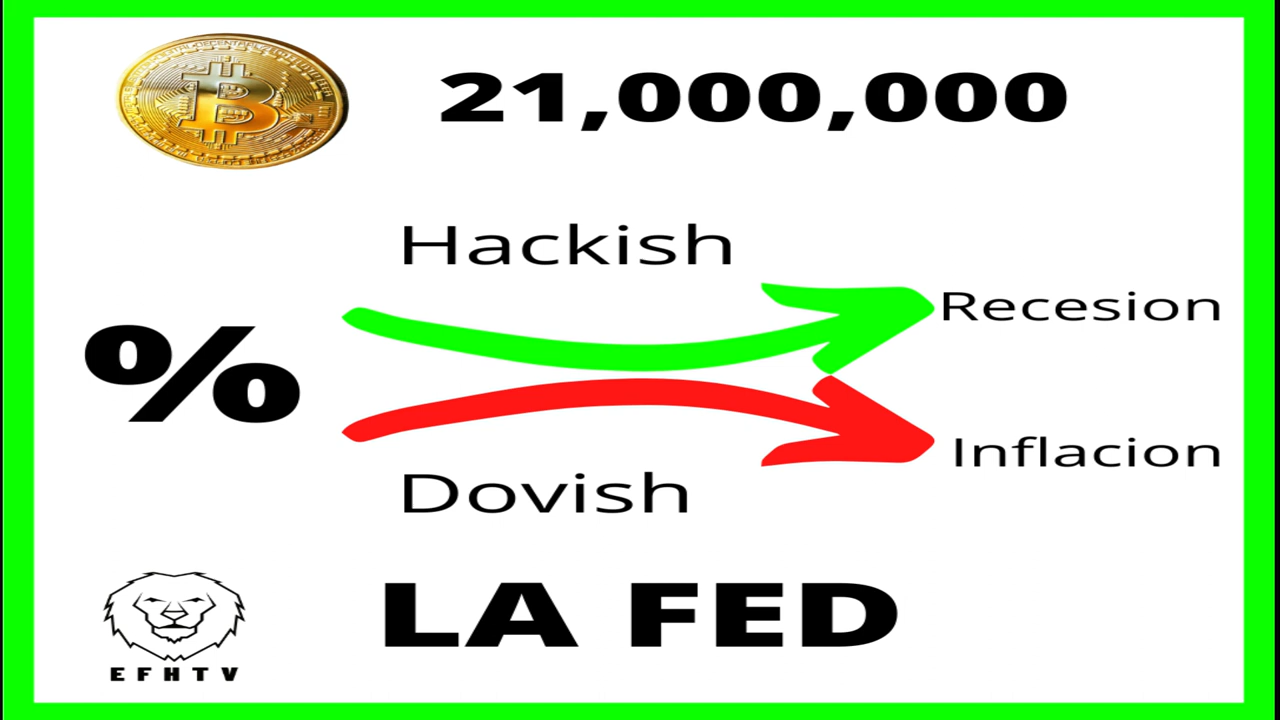 21,000,000
Hackish
Recesion
%
Inflacion
Dovish
LA FED
EFHTV